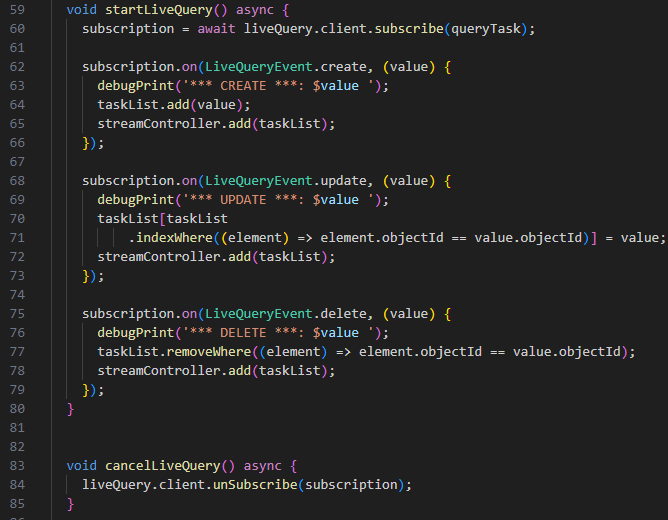 59 void startLiveQuery() async {
60 subscription = await liveQuery.client.subscribe(queryTask);
61
62 subscription.on(LiveQueryEvent.create, (value) {
63 debugPrint('*** CREATE ***: $value ');
64 taskList.add(value);
65 streamController.add(taskList);
66 });
67
68 subscription.on(LiveQueryEvent.update, (value) {
69 debugPrint('*** UPDATE ***: $value ');
70 taskList[taskList
71 .indexWhere((element) => element.objectId == value.objectId)] = value;
72 streamController.add(taskList);
73 });
74
75 subscription.on(LiveQueryEvent.delete, (value) {
76 debugPrint('*** DELETE ***: $value ');
77 taskList.removeWhere((element) => element.objectId == value.objectId);
78 streamController.add(taskList);
79 });
80 }
81
82
83 void cancelLiveQuery() async {
84 liveQuery.client.unSubscribe(subscription);
85 }